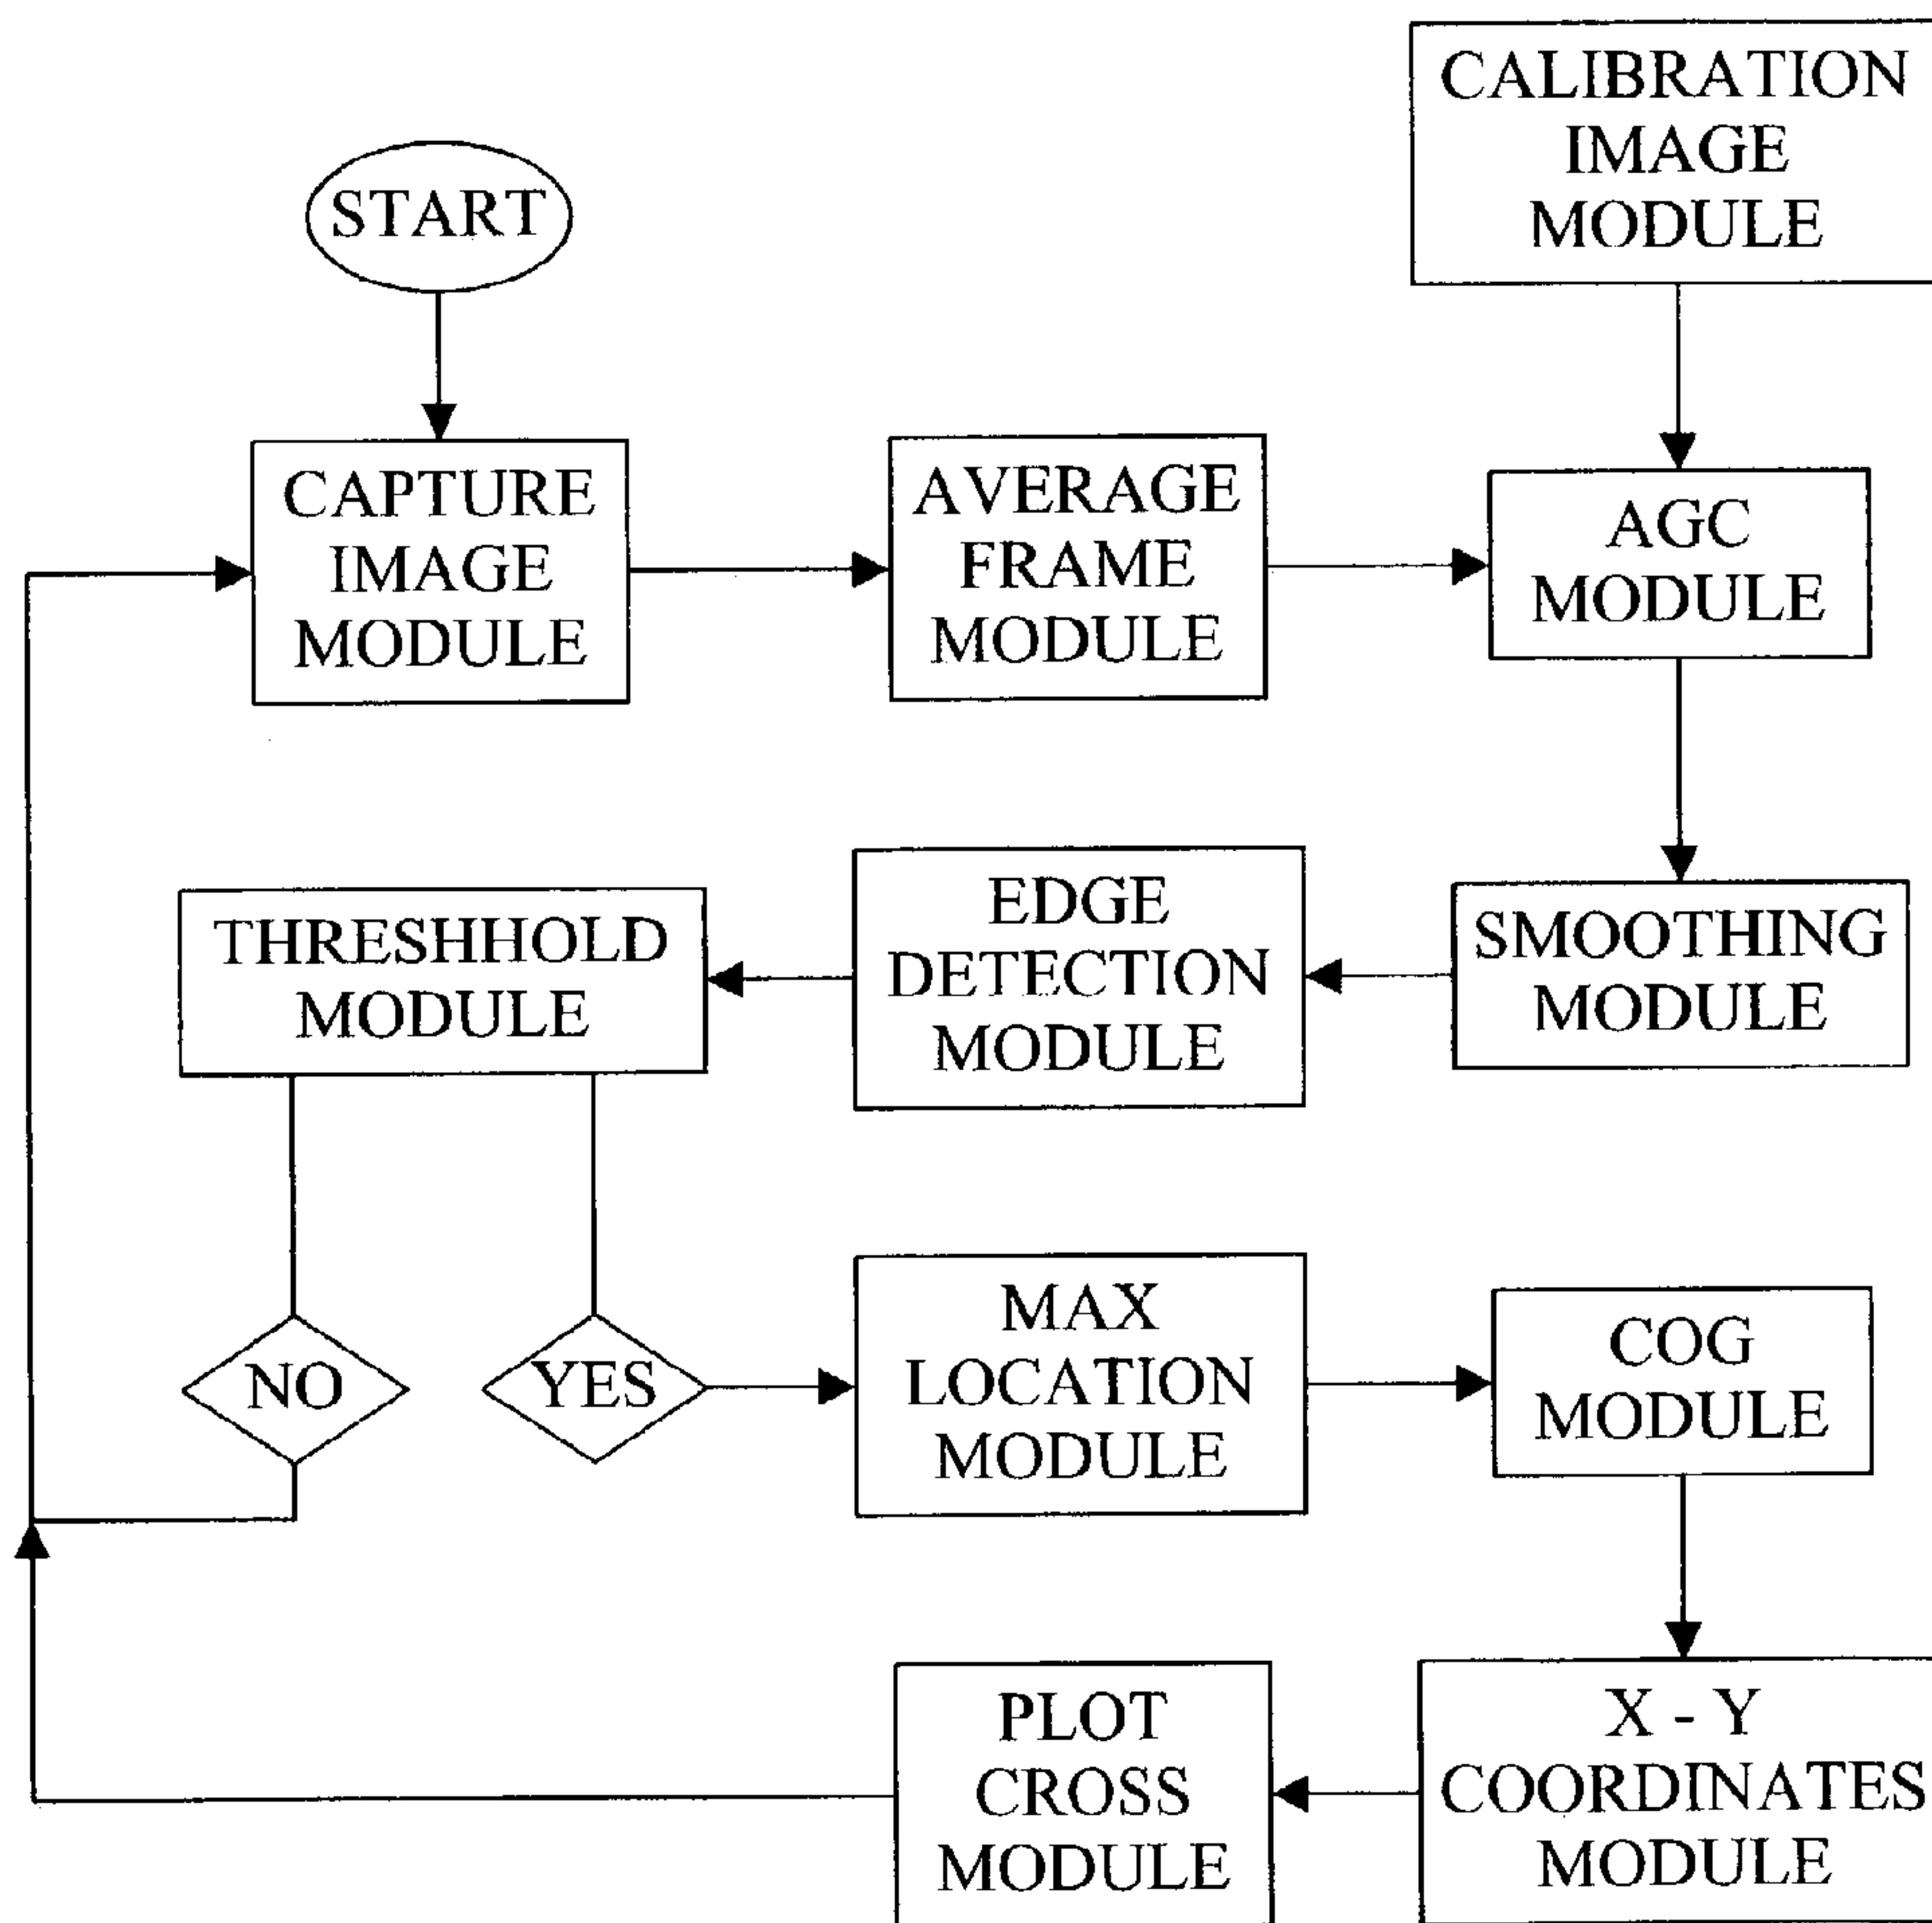 CALIBRATION
IMAGE
MODULE
START
CAPTURE
IMAGE
MODULE
AVERAGE
FRAME
MODULE
AGC
MODULE
THRESHHOLD
MODULE
EDGE
DETECTION
MODULE
SMOOTHING
MODULE
NO
YES
MAX
LOCATION
MODULE
COG
MODULE
PLOT
CROSS
MODULE
X - Y
COORDINATES
MODULE